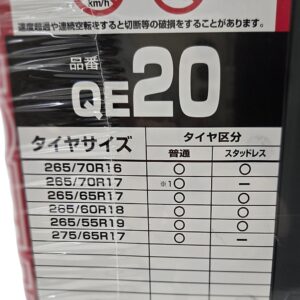 km/h
速度超過や連続空転をすると切断等の破損をすることがあります。
品番
QE20
タイヤサイズ タイヤ区分
普通 スタッドレス
265/70R16 ○ ○
265/70R17 ※1 ○ ー
265/65R17 ○ ○
265/60R18 ○ ○
265/55R19 ○ ○
275/65R17 ○ ー